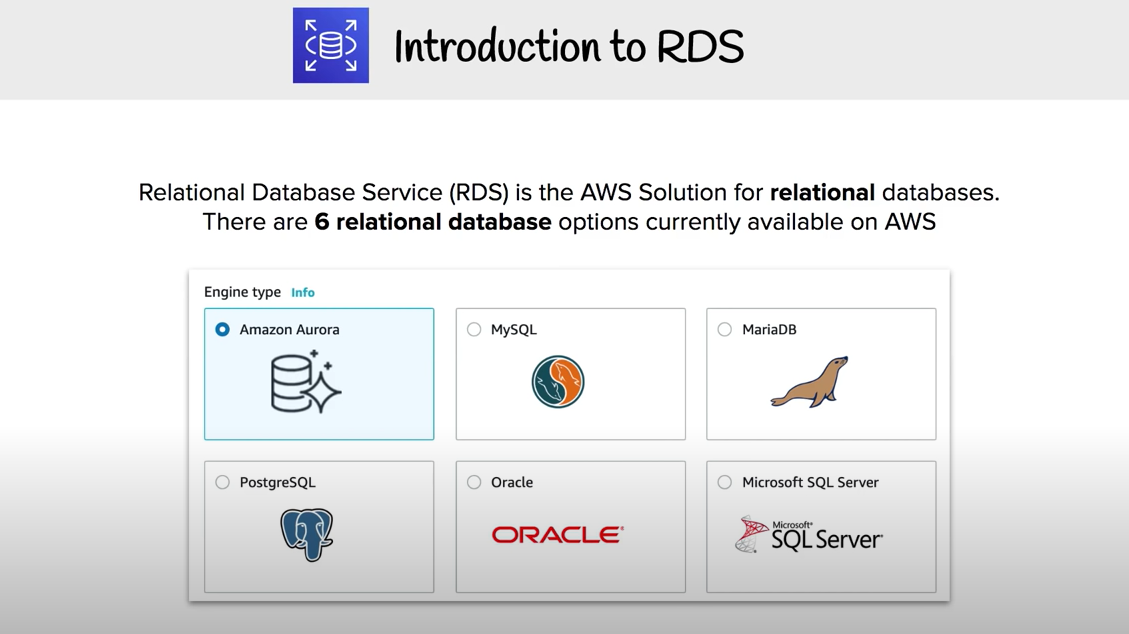 Introduction to RDS
Relational Database Service (RDS) is the AWS Solution for relational databases.
There are 6 relational database options currently available on AWS
Engine type Info
Amazon Aurora
MySQL
MariaDB
PostgreSQL
Oracle
Microsoft SQL Server
ORACLE
Microsoft
SQL Server